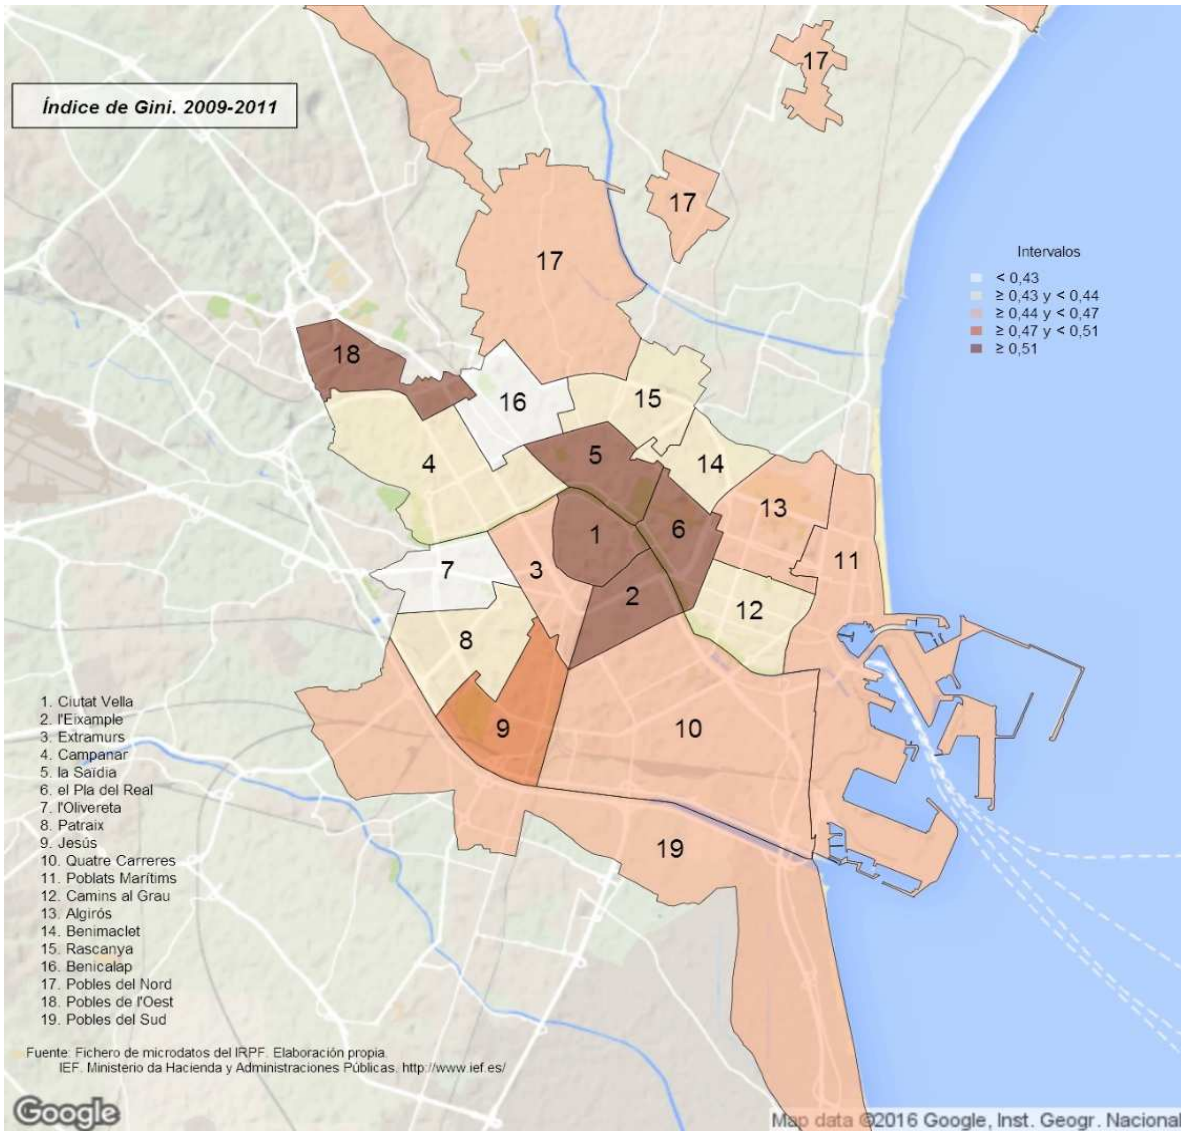 Índice de Gini. 2009-2011
17
17
17
Intervalos
< 0,43
≥ 0,43 y < 0,44
≥ 0,44 y < 0,47
≥ 0,47 y < 0,51
≥ 0,51
18
16
15
4
5
14
13
1
6
11
7
3
2
12
8
9
10
19
1. Ciutat Vella
2. l'Eixample
3. Extramurs
4. Campanar
5. la Saïdia
6. el Pla del Real
7. l'Olivereta
8. Patraix
9. Jesús
10. Quatre Carreres
11. Poblats Marítims
12. Camins al Grau
13. Algirós
14. Benimaclet
15. Rascanya
16. Benicalap
17. Pobles del Nord
18. Pobles de l'Oest
19. Pobles del Sud
Fuente: Fichero de microdatos del IRPF. Elaboración propia.
IEF. Ministerio da Hacienda y Administraciones Públicas. http://www.ief.es/
Google
Map data ©2016 Google, Inst. Geogr. Nacional